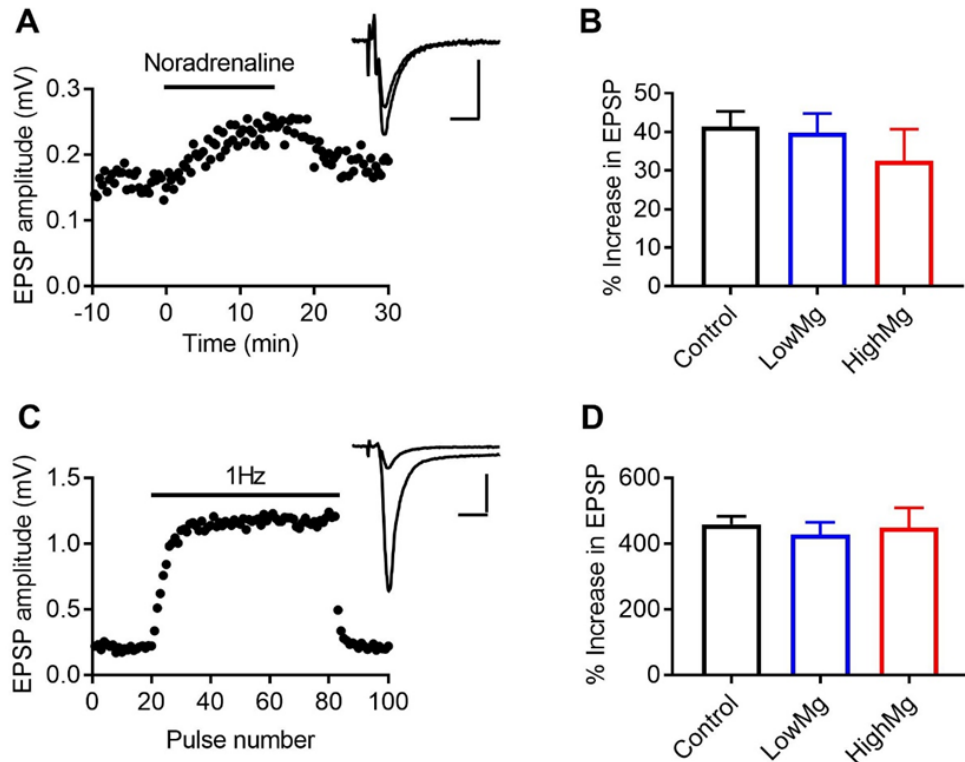 A
Noradrenaline
EPSP amplitude (mV)
0.3
0.2
0.1
0.0
-10 0 10 20 30
Time (min)
B
% Increase in EPSP
50
40
30
20
10
0
Control
LowMg
HighMg
C
1Hz
EPSP amplitude (mV)
1.5
1.0
0.5
0.0
0 20 40 60 80 100
Pulse number
D
% Increase in EPSP
600
400
200
0
Control
LowMg
HighMg